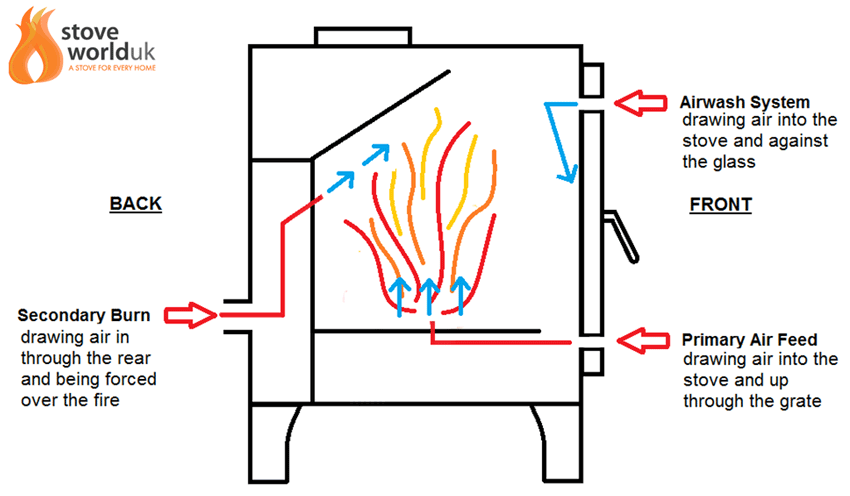 stove
worlduk
A STOVE FOR EVERY HOME
Airwash System
drawing air into the
stove and against
the glass
BACK
FRONT
Secondary Burn
drawing air in
through the rear
and being forced
over the fire
Primary Air Feed
drawing air into the
stove and up
through the grate